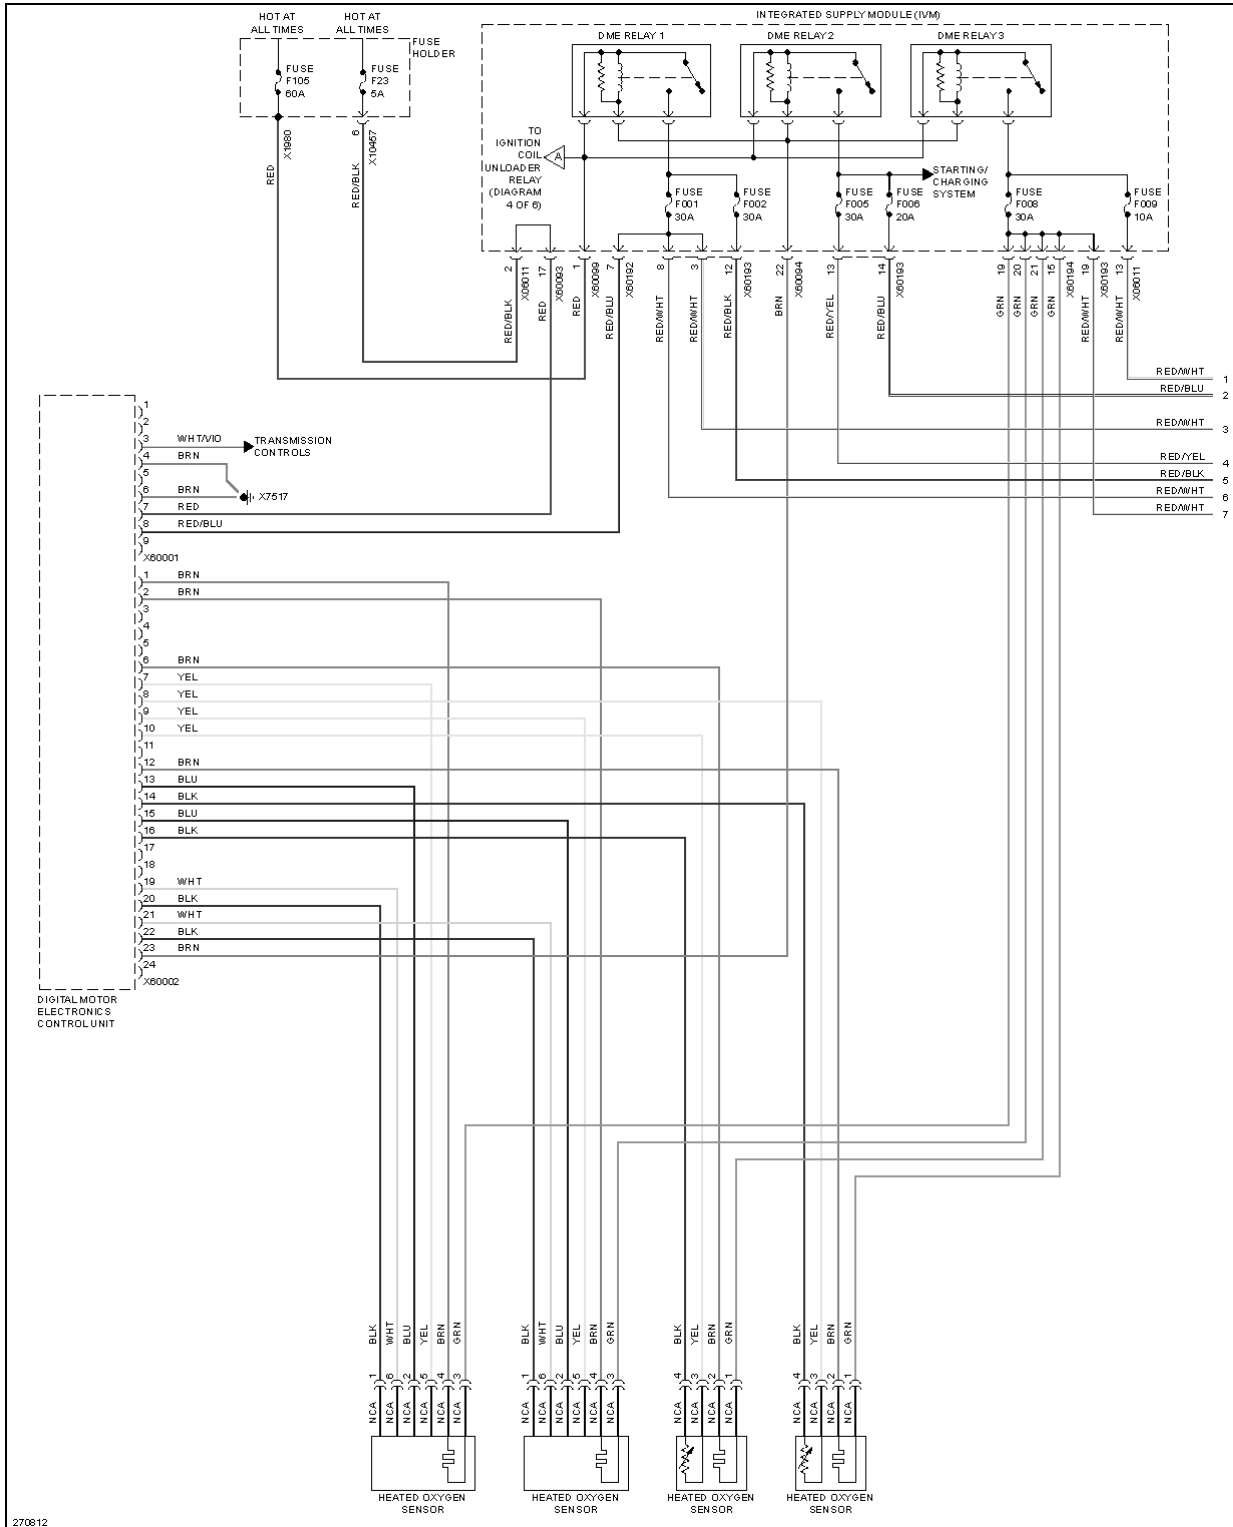 HOT AT
ALL TIMES
HOT AT
ALL TIMES
FUSE
HOLDER
FUSE
F105
60A
FUSE
F23
5A
X1980
6
X10457
RED
RED/BLK
INTEGRATED SUPPLY MODULE (IVM)
DME RELAY 1
DME RELAY 2
DME RELAY 3
TO
IGNITION
COIL
UNLOADER
RELAY
(DIAGRAM
4 OF 6)
A
FUSE
F001
30A
FUSE
F002
30A
FUSE
F005
30A
FUSE
F006
20A
STARTING/
CHARGING
SYSTEM
FUSE
F008
30A
FUSE
F009
10A
2
X06011
17
X60093
1
X60099
7
X60192
8
3
12
X60193
22
X60094
13
14
X60193
19
20
21
15
X60194
19
X60193
13
X06011
RED/BLK
RED
RED
RED/BLU
RED/WHT
RED/WHT
RED/BLK
BRN
RED/YEL
RED/BLU
GRN
GRN
GRN
GRN
RED/WHT
RED/WHT
RED/WHT 1
RED/BLU 2
RED/WHT 3
RED/YEL 4
RED/BLK 5
RED/WHT 6
RED/WHT 7
1
2
3 WHT/VIO TRANSMISSION
CONTROLS
4 BRN
5
6 BRN X7517
7 RED
8 RED/BLU
9
X60001
1 BRN
2 BRN
3
4
5
6 BRN
7 YEL
8 YEL
9 YEL
10 YEL
11
12 BRN
13 BLU
14 BLK
15 BLU
16 BLK
17
18
19 WHT
20 BLK
21 WHT
22 BLK
23 BRN
24
X60002
DIGITAL MOTOR
ELECTRONICS
CONTROL UNIT
BLK WHT BLU YEL BRN GRN
1 6 2 5 4 3
NCA NCA NCA NCA NCA NCA
HEATED OXYGEN
SENSOR
BLK WHT BLU YEL BRN GRN
1 6 2 5 4 3
NCA NCA NCA NCA NCA NCA
HEATED OXYGEN
SENSOR
BLK YEL BRN GRN
4 3 2 1
NCA NCA NCA NCA
HEATED OXYGEN
SENSOR
BLK YEL BRN GRN
4 3 2 1
NCA NCA NCA NCA
HEATED OXYGEN
SENSOR
270812